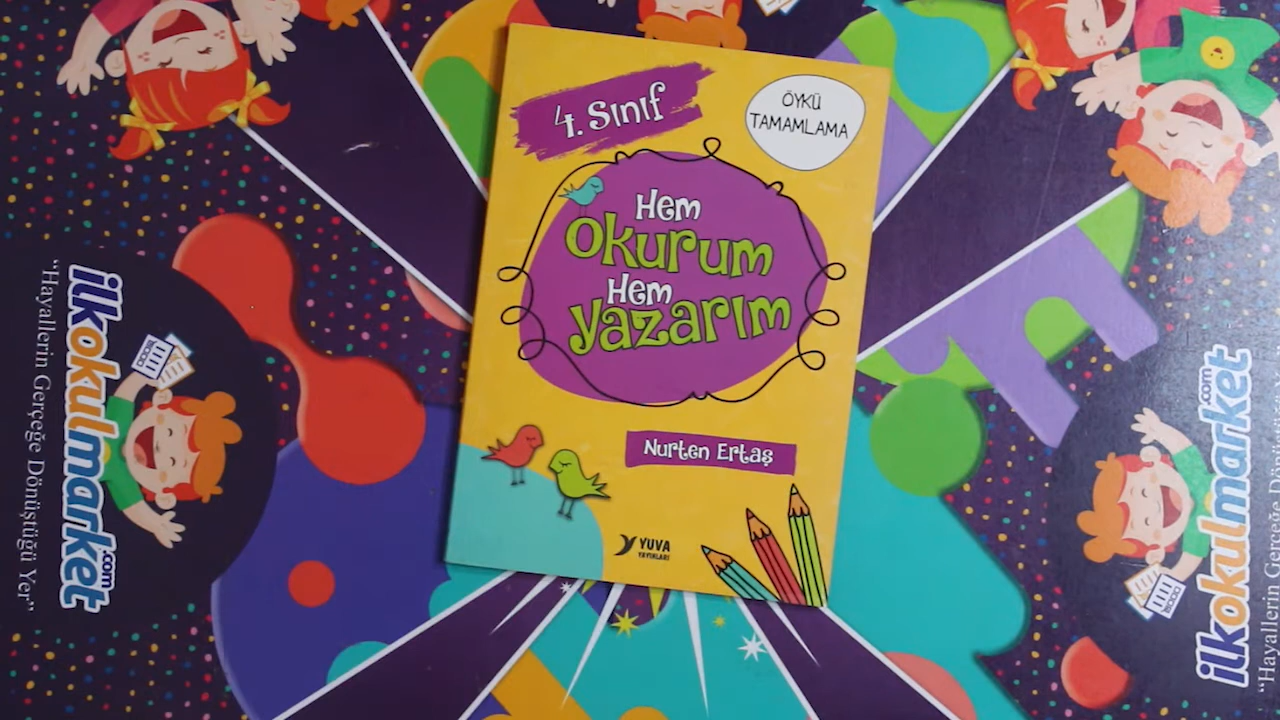 4. Sınıf
ÖYKÜ
TAMAMLAMA
Hem
Okurum
Hem
Yazarım
Nurten Ertaş
YUVA
YAYINLARI
ilkokulmarket.com
"Hayallerin Gerçeğe Dönüştüğü Yer"
ilkokulmarket.com
"Hayallerin Gerçeğe Dönüştüğü